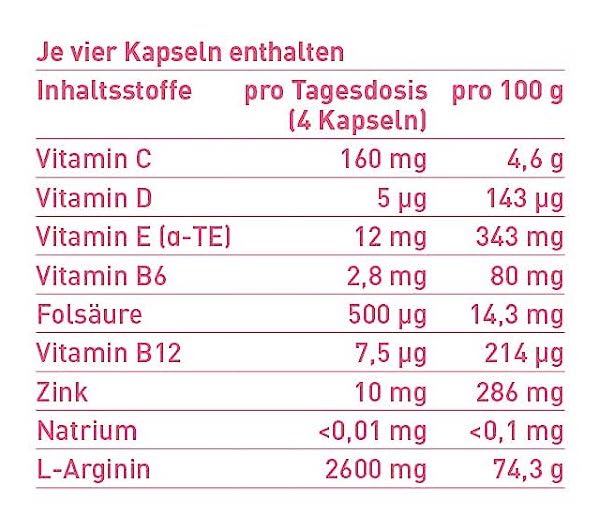 Je vier Kapseln enthalten
Inhaltsstoffe pro Tagesdosis pro 100 g
(4 Kapseln)
Vitamin C 160 mg 4,6 g
Vitamin D 5 µg 143 µg
Vitamin E (α-TE) 12 mg 343 mg
Vitamin B6 2,8 mg 80 mg
Folsäure 500 µg 14,3 mg
Vitamin B12 7,5 µg 214 µg
Zink 10 mg 286 mg
Natrium <0,01 mg <0,1 mg
L-Arginin 2600 mg 74,3 g